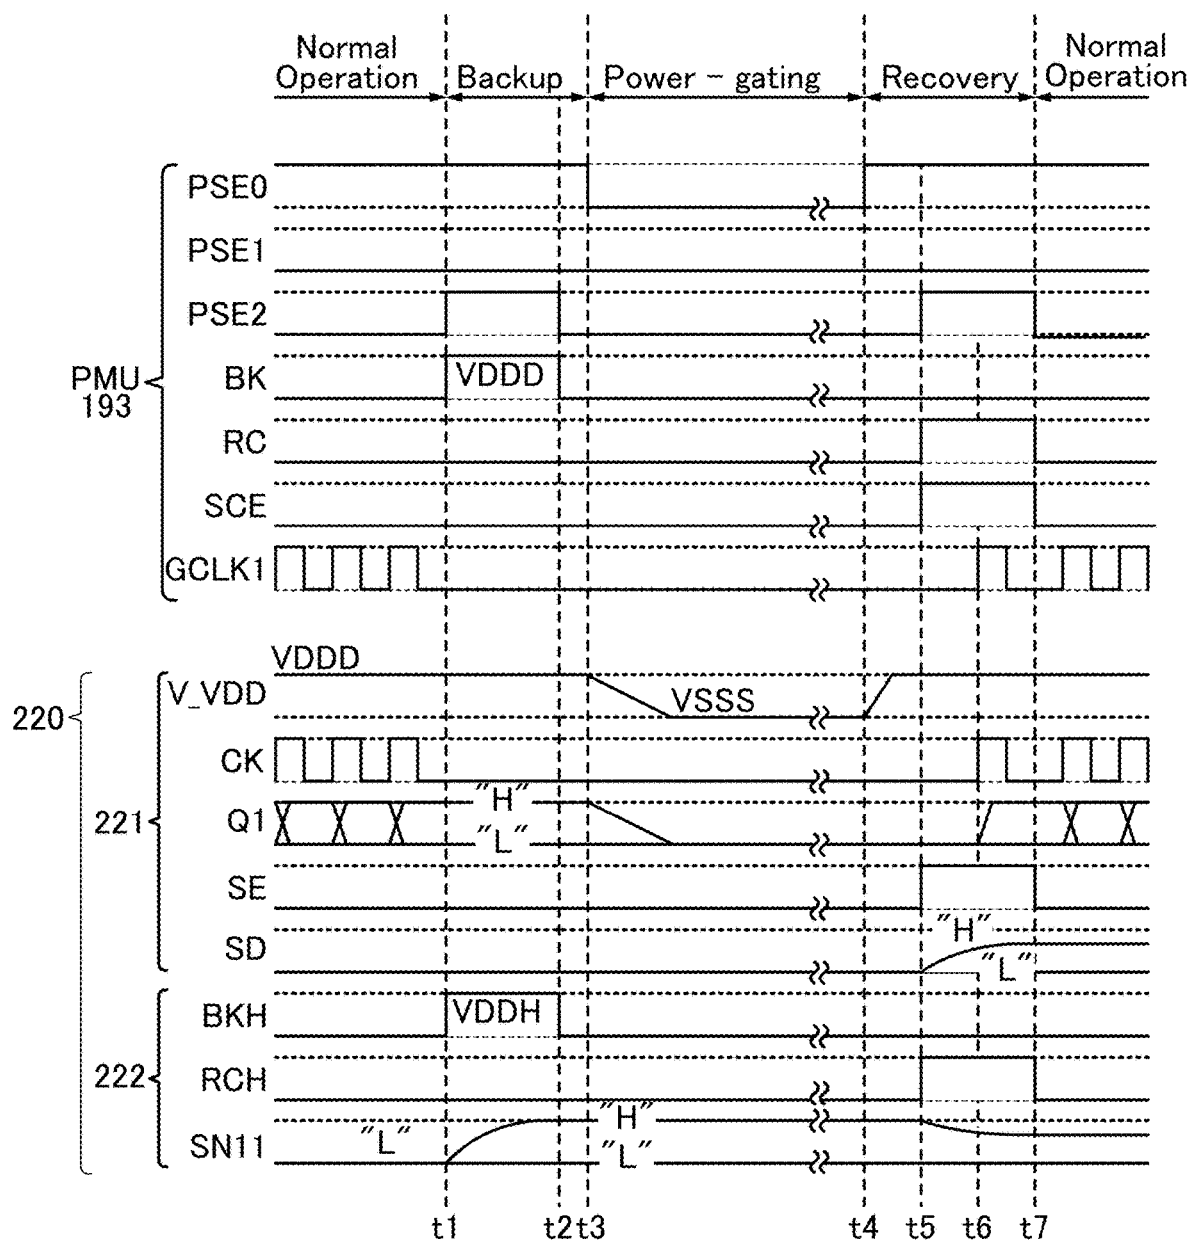 Normal
Operation
Backup
Power - gating
Recovery
Normal
Operation
PMU
193
PSE0
PSE1
PSE2
BK
VDDD
RC
SCE
GCLK1
220
221
VDDD
V_VDD
VSSS
CK
Q1
"H"
"L"
SE
SD
"H"
"L"
222
BKH
VDDH
RCH
SN11
"L"
"H"
"L"
t1
t2
t3
t4
t5
t6
t7